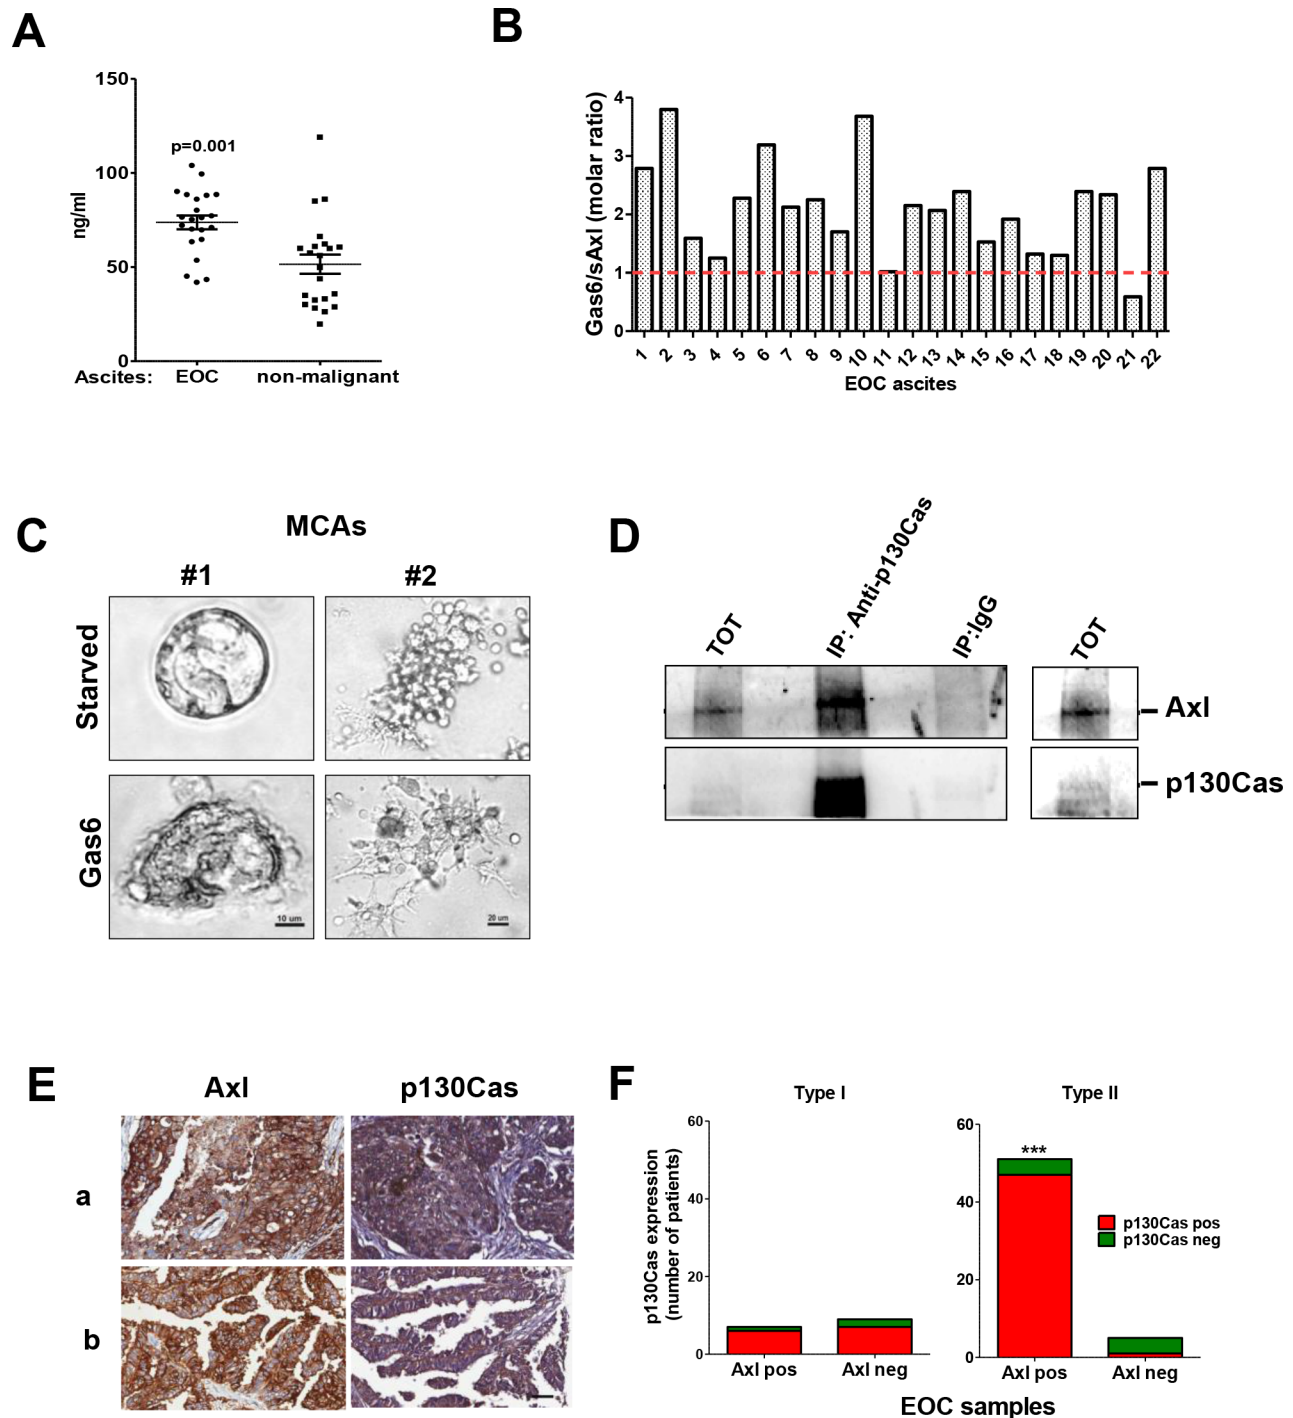 A
150
100
50
0
ng/ml
p=0.001
Ascites:
EOC
non-malignant
B
Gas6/sAxl (molar ratio)
4
3
2
1
0
1 2 3 4 5 6 7 8 9 10 11 12 13 14 15 16 17 18 19 20 21 22
EOC ascites
C
MCAs
#1
#2
Starved
Gas6
10 um
20 um
D
TOT
IP: Anti-p130Cas
IP:IgG
TOT
Axl
p130Cas
E
Axl
p130Cas
a
b
F
Type I
p130Cas expression
(number of patients)
60
40
20
0
Axl pos
Axl neg
Type II
60
40
20
0
***
Axl pos
Axl neg
p130Cas pos
p130Cas neg
EOC samples